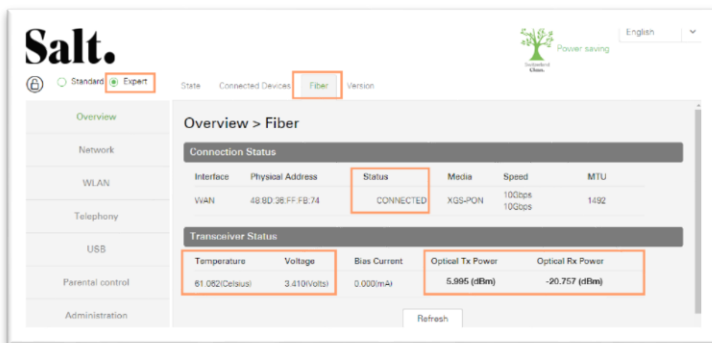 Salt.
English
Power saving
Standard Expert
State Connected Devices Fiber Version
Overview
Network
WLAN
Telephony
USB
Parental control
Administration
Overview > Fiber
Connection Status
Interface Physical Address Status Media Speed MTU
WAN 48:8D:36:FF:FB:74 CONNECTED XGS-PON 10Gbps 1492
10Gbps
Transceiver Status
Temperature Voltage Bias Current Optical Tx Power Optical Rx Power
61.062(Celsius) 3.410(Volts) 0.000(mA) 5.995 (dBm) -20.757 (dBm)
Refresh